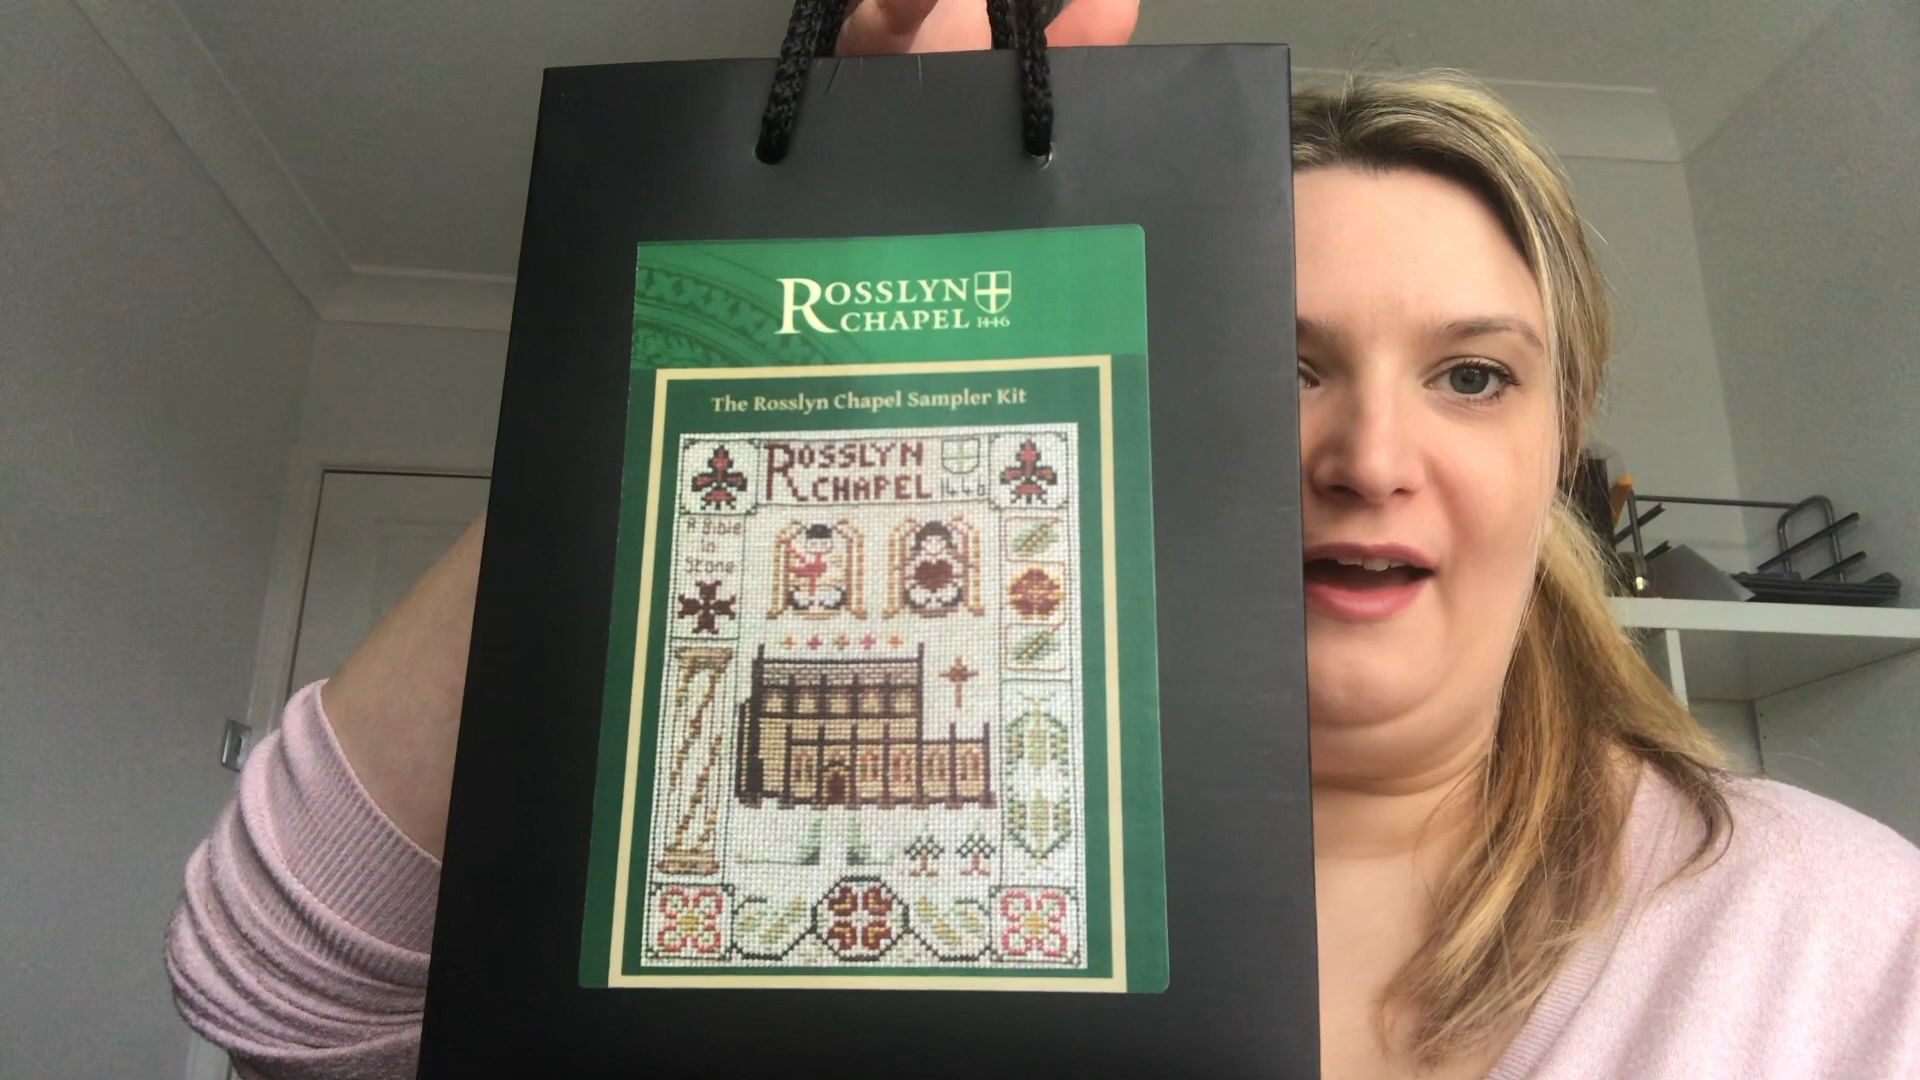 ROSSLYN
CHAPEL 1446
The Rosslyn Chapel Sampler Kit
ROSSLYN
CHAPEL 1446
A Bible
in
Stone